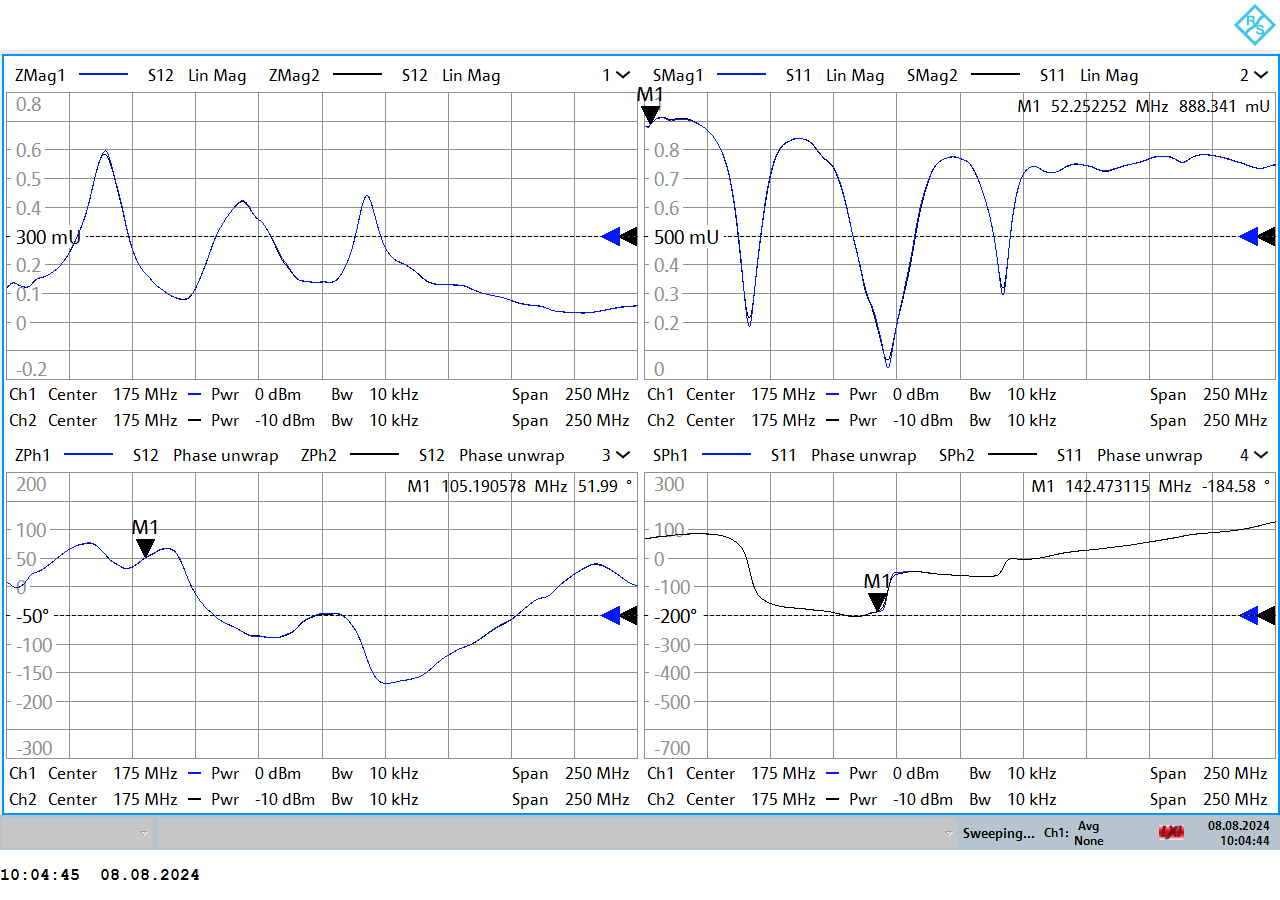 R S
ZMag1 S12 Lin Mag ZMag2 S12 Lin Mag 1
0.8
0.6
0.5
0.4
300 mU
0.2
0.1
0
-0.2
Ch1 Center 175 MHz Pwr 0 dBm Bw 10 kHz Span 250 MHz
Ch2 Center 175 MHz Pwr -10 dBm Bw 10 kHz Span 250 MHz
SMag1 S11 Lin Mag SMag2 S11 Lin Mag 2
M1
M1 52.252252 MHz 888.341 mU
0.8
0.7
0.6
500 mU
0.4
0.3
0.2
0
Ch1 Center 175 MHz Pwr 0 dBm Bw 10 kHz Span 250 MHz
Ch2 Center 175 MHz Pwr -10 dBm Bw 10 kHz Span 250 MHz
ZPh1 S12 Phase unwrap ZPh2 S12 Phase unwrap 3
200
M1 105.190578 MHz 51.99 °
M1
100
50
0
-50°
-100
-150
-200
-300
Ch1 Center 175 MHz Pwr 0 dBm Bw 10 kHz Span 250 MHz
Ch2 Center 175 MHz Pwr -10 dBm Bw 10 kHz Span 250 MHz
SPh1 S11 Phase unwrap SPh2 S11 Phase unwrap 4
300
M1 142.473115 MHz -184.58 °
100
0
M1
-100
-200°
-300
-400
-500
-700
Ch1 Center 175 MHz Pwr 0 dBm Bw 10 kHz Span 250 MHz
Ch2 Center 175 MHz Pwr -10 dBm Bw 10 kHz Span 250 MHz
Sweeping... Ch1: Avg None LXI 08.08.2024 10:04:44
10:04:45 08.08.2024